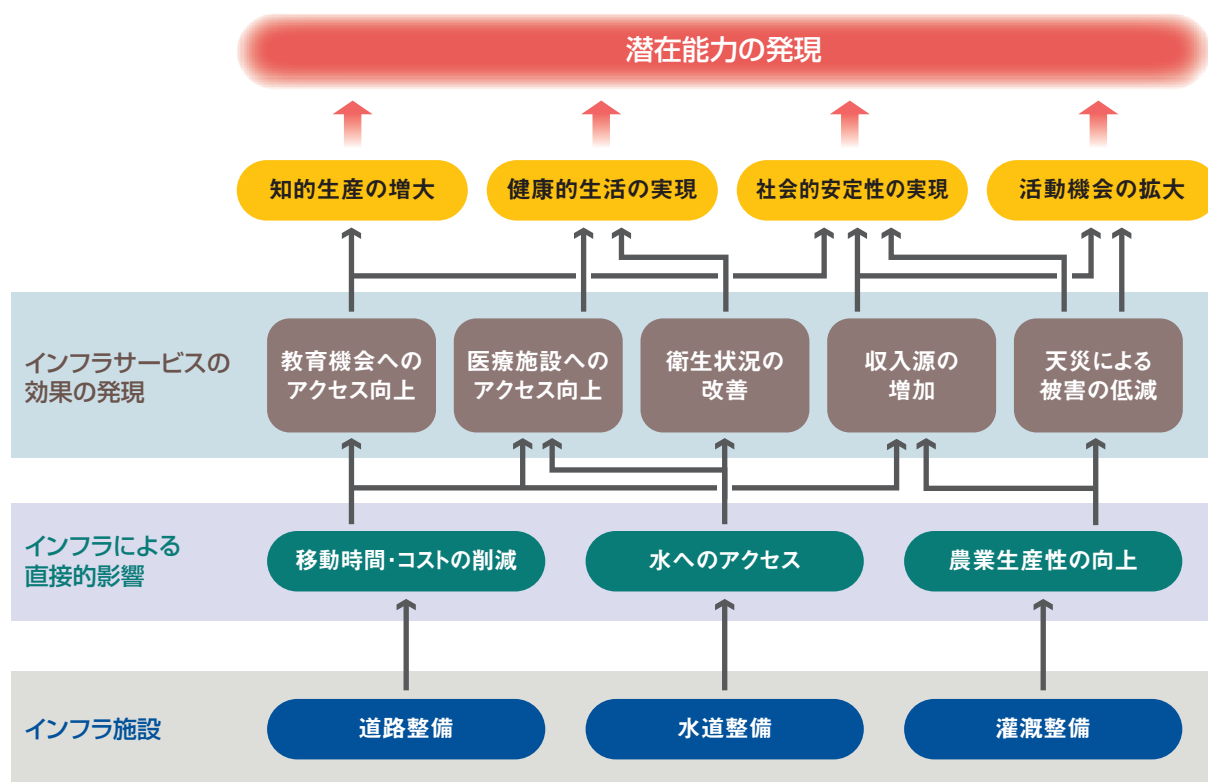 潜在能力の発現
知的生産の増大
健康的生活の実現
社会的安定性の実現
活動機会の拡大
インフラサービスの
効果の発現
教育機会への
アクセス向上
医療施設への
アクセス向上
衛生状況の
改善
収入源の
増加
天災による
被害の低減
インフラによる
直接的影響
移動時間・コストの削減
水へのアクセス
農業生産性の向上
インフラ施設
道路整備
水道整備
灌漑整備